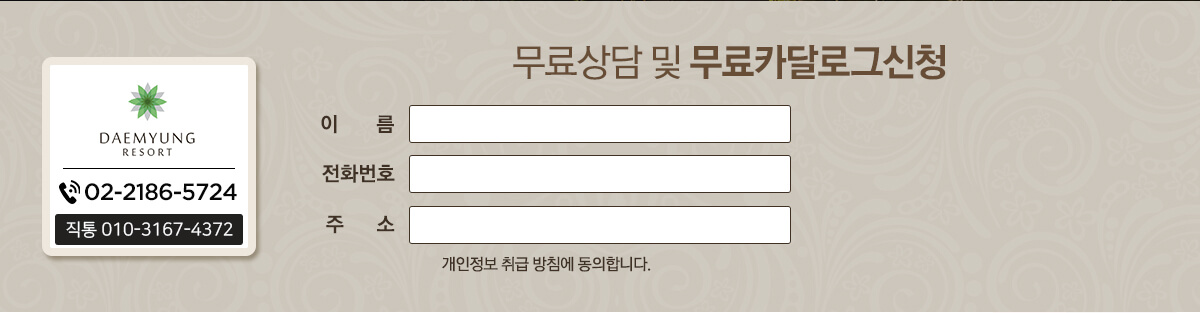 무료상담 및 무료카달로그신청
DAEMYUNG
RESORT
02-2186-5724
직통 010-3167-4372
이 름
전화번호
주 소
개인정보 취급 방침에 동의합니다.